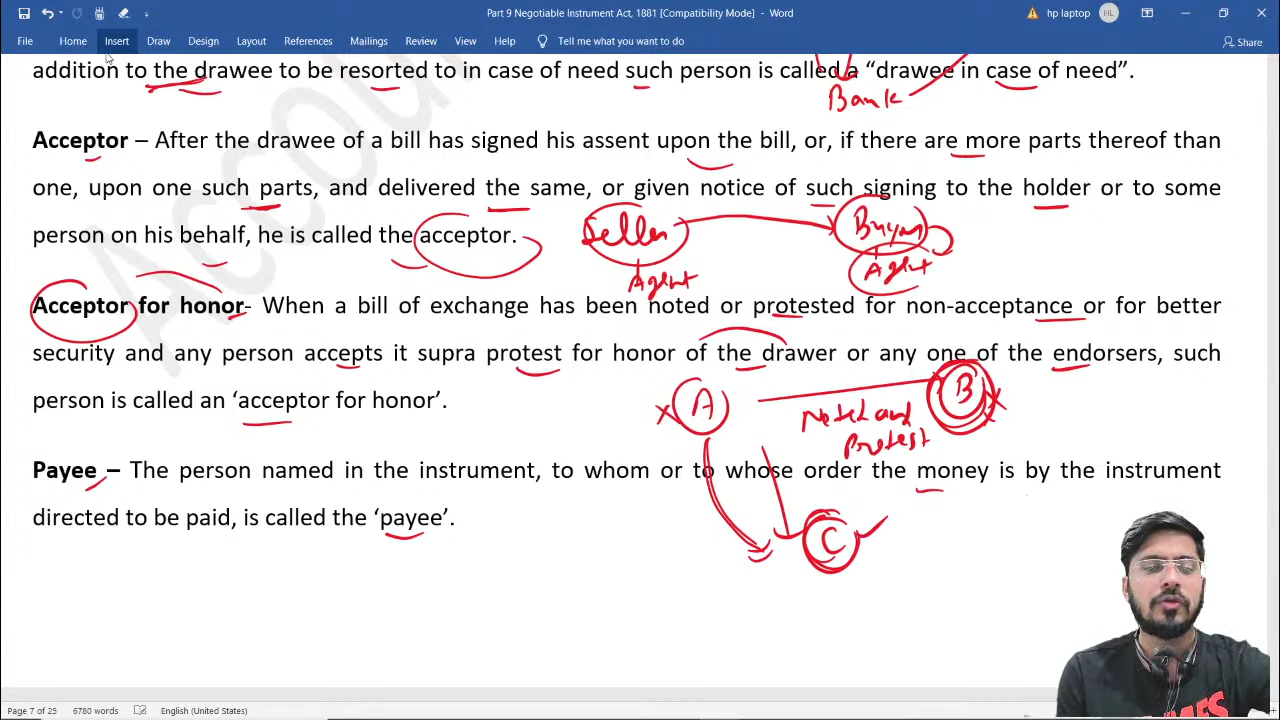 Part 9 Negotiable Instrument Act, 1881 [Compatibility Mode] - Word
hp laptop
HL
File Home Insert Draw Design Layout References Mailings Review View Help Tell me what you want to do
Share
addition to the drawee to be resorted to in case of need such person is called a “drawee in case of need”.
Bank
Acceptor – After the drawee of a bill has signed his assent upon the bill, or, if there are more parts thereof than
one, upon one such parts, and delivered the same, or given notice of such signing to the holder or to some
person on his behalf, he is called the acceptor.
Seller Buyer
Agent Agent
Acceptor for honor- When a bill of exchange has been noted or protested for non-acceptance or for better
security and any person accepts it supra protest for honor of the drawer or any one of the endorsers, such
person is called an ‘acceptor for honor’.
A B
Noted and
Protest
Payee – The person named in the instrument, to whom or to whose order the money is by the instrument
directed to be paid, is called the ‘payee’.
C
Page 7 of 25 6780 words English (United States)